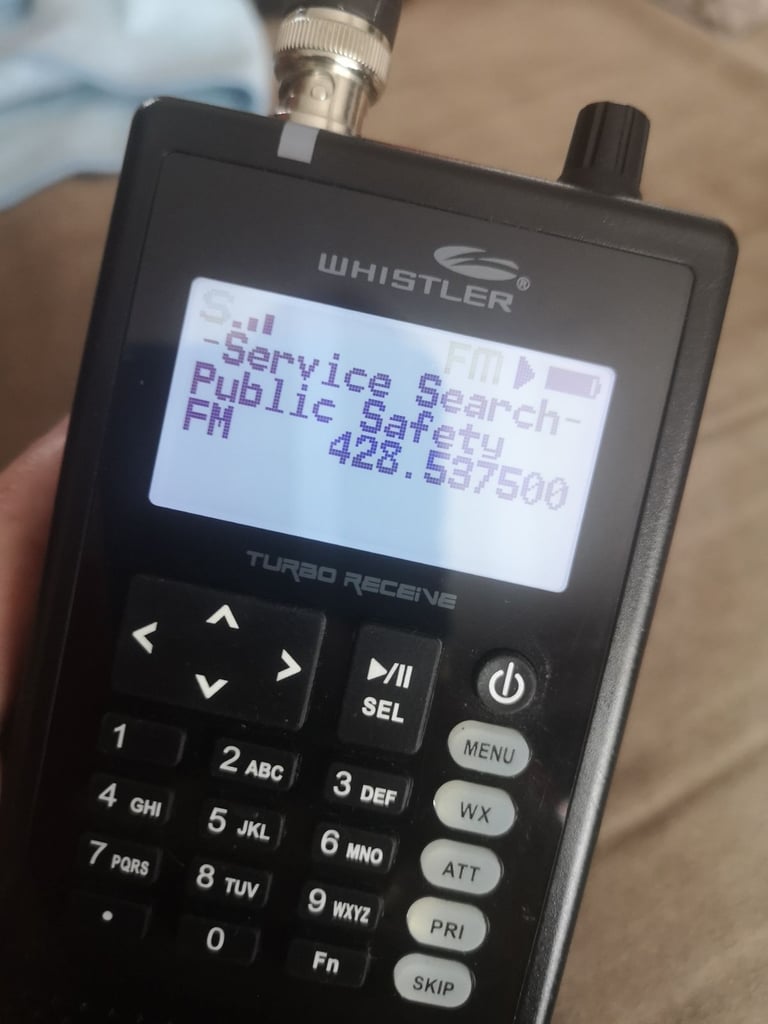 WHISTLER®
S FM
-Service Search-
Public Safety
FM 428.537500
TURBO RECEIVE
▶/II
SEL
1
2 ABC
3 DEF
MENU
4 GHI
5 JKL
6 MNO
WX
7 PQRS
8 TUV
9 WXYZ
ATT
•
0
Fn
PRI
SKIP